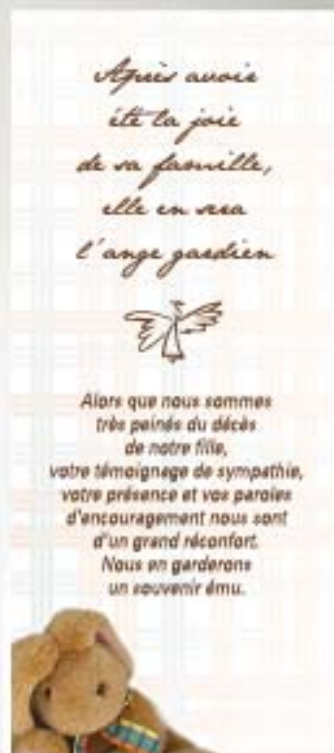 Après avoir
été la joie
de sa famille,
elle en sera
l'ange gardien
Alors que nous sommes
très peinés du décès
de notre fille,
votre témoignage de sympathie,
votre présence et vos paroles
d'encouragement nous sont
d'un grand réconfort.
Nous en garderons
un souvenir ému.